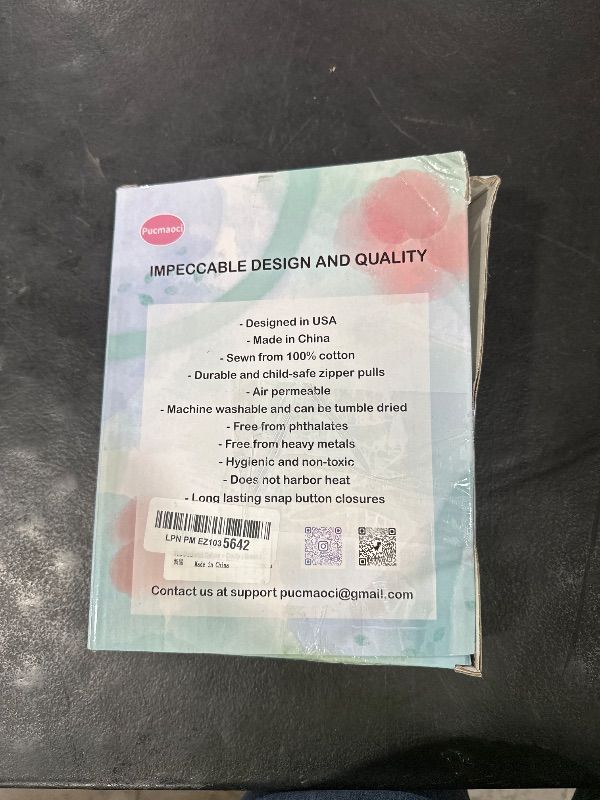 Pucmaoci
IMPECCABLE DESIGN AND QUALITY
- Designed in USA
- Made in China
- Sewn from 100% cotton
- Durable and child-safe zipper pulls
- Air permeable
- Machine washable and can be tumble dried
- Free from phthalates
- Free from heavy metals
- Hygienic and non-toxic
- Does not harbor heat
- Long lasting snap button closures
LPN PM EZ103 5642
Made in China
Contact us at support pucmaoci@gmail.com